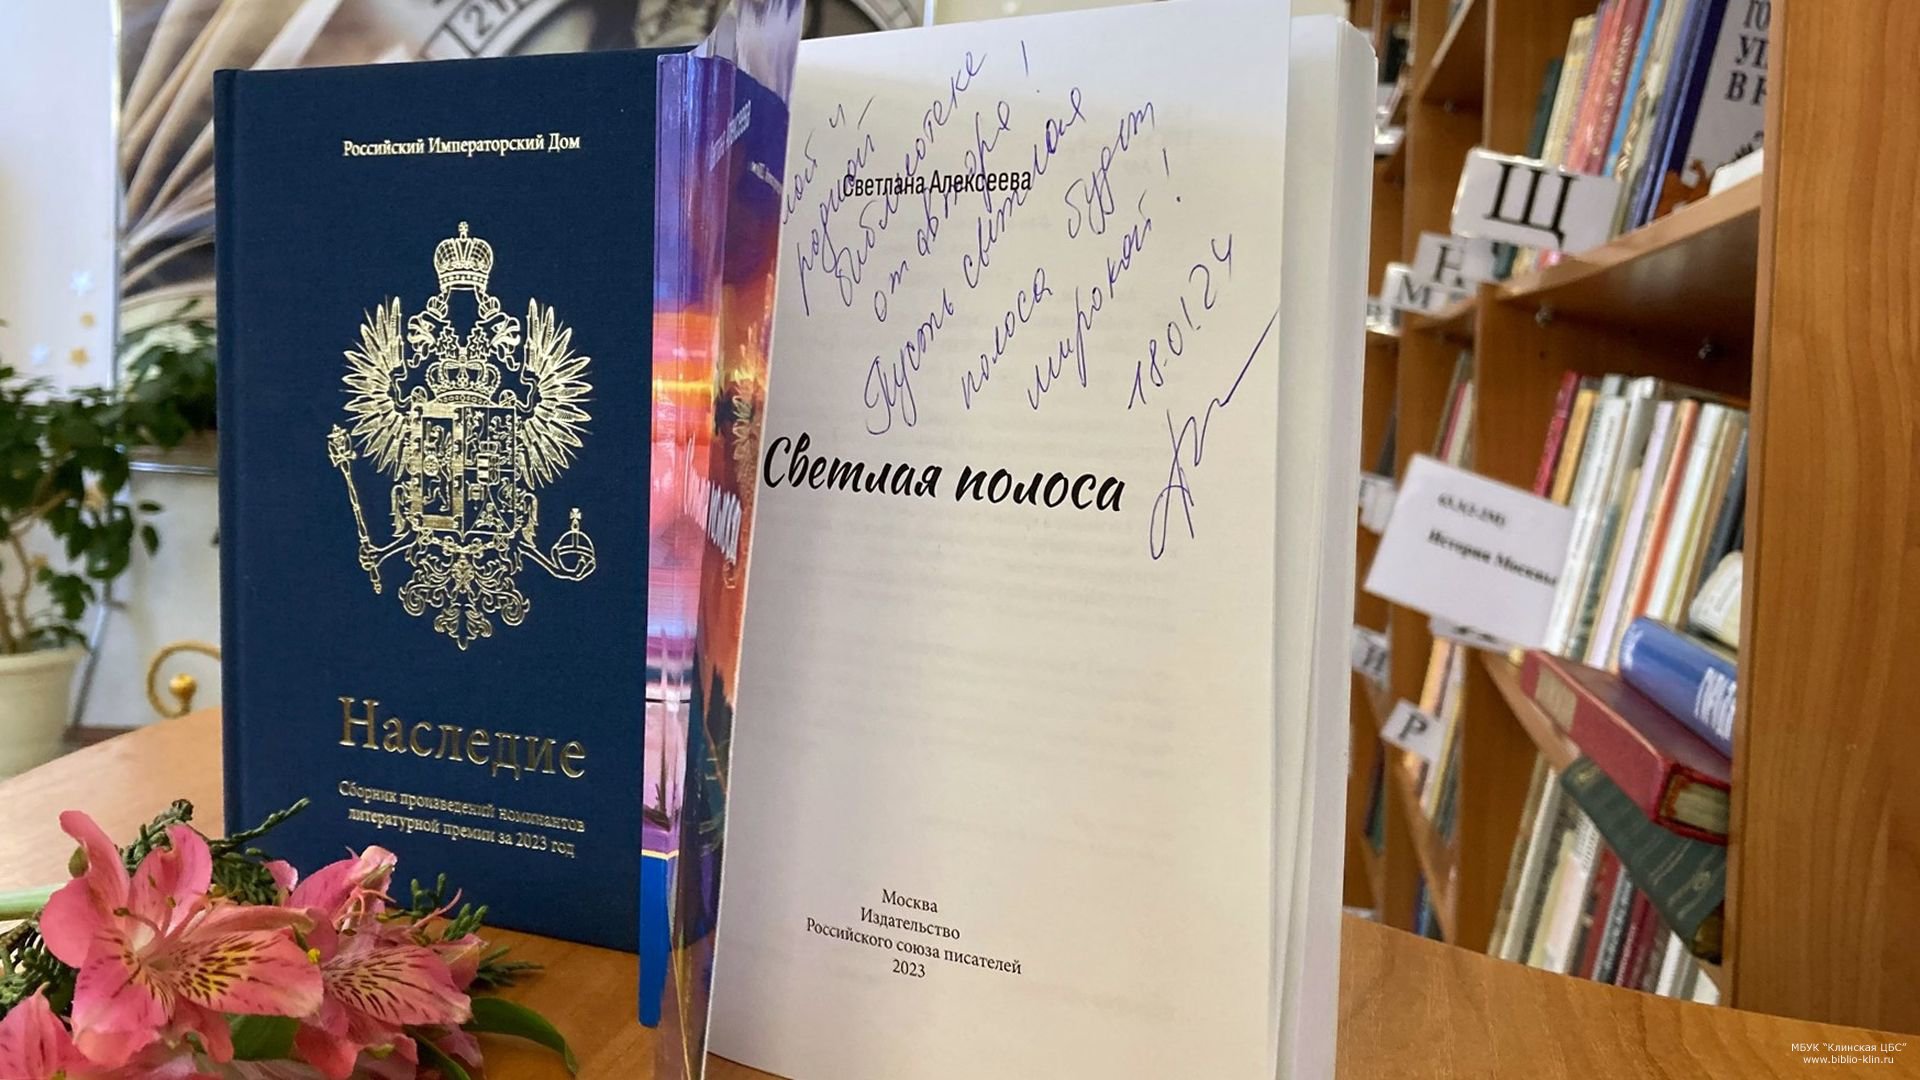 Российский Императорский Дом
Наследие
Сборник произведений номинантов
литературной премии за 2023 год
родной
библиотеке
от автора!
Светлана Алексеева
Пусть светлая
полоса будет
широкой!
18.01.24
Светлая полоса
Москва
Издательство
Российского союза писателей
2023
Щ
Н
М
История Москвы
И
Р
МБУК "Клинская ЦБС"
www.biblio-klin.ru